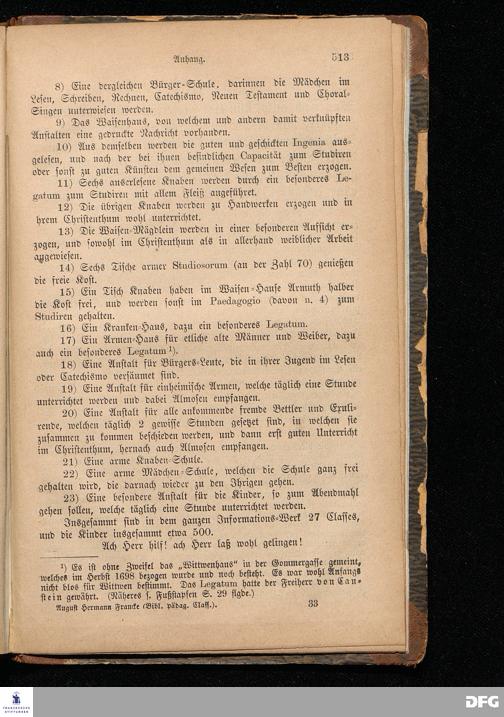 Anhang. 513
8) Eine dergleichen Bürger-Schule, darinnen die Mädchen im
Lesen, Schreiben, Rechnen, Catechismo, Neuen Testament und Choral-
Singen unterwiesen werden.
9) Das Waisenhaus, von welchem und andern damit verknüpften
Anstalten eine gedruckte Nachricht vorhanden.
10) Aus demselben werden die guten und geschickten Ingenia aus-
gelesen, und nach der bei ihnen befindlichen Capacität zum Studiren
oder sonst zu guten Künsten dem gemeinen Wesen zum Besten erzogen.
11) Sechs auserlesene Knaben werden durch ein besonderes Le-
gatum zum Studiren mit allem Fleiß angeführet.
12) Die übrigen Knaben werden zu Handwerken erzogen und in
ihrem Christenthum wohl unterrichtet.
13) Die Waisen-Mägdlein werden in einer besonderen Aufsicht er-
zogen, und sowohl im Christenthum als in allerhand weiblicher Arbeit
angewiesen.
14) Sechs Tische armer Studiosorum (an der Zahl 70) genießen
die freie Kost.
15) Ein Tisch Knaben haben im Waisen-Hause Armuth halber
die Kost frei, und werden sonst im Paedagogio (davon n. 4) zum
Studiren gehalten.
16) Ein Kranken-Haus, dazu ein besonderes Legatum.
17) Ein Armen-Haus für etliche alte Männer und Weiber, dazu
auch ein besonderes Legatum ¹).
18) Eine Anstalt für Bürgers-Leute, die in ihrer Jugend im Lesen
oder Catechismo versäumet sind.
19) Eine Anstalt für einheimische Armen, welche täglich eine Stunde
unterrichtet werden und dabei Almosen empfangen.
20) Eine Anstalt für alle ankommende fremde Bettler und Exuli-
rende, welchen täglich 2 gewisse Stunden gesetzet sind, in welchen sie
zusammen zu kommen beschieden werden, und dann erst guten Unterricht
im Christenthum, hernach auch Almosen empfangen.
21) Eine arme Knaben-Schule.
22) Eine arme Mädchen-Schule, welchen die Schule ganz frei
gehalten wird, die darnach wieder zu den Ihrigen gehen.
23) Eine besondere Anstalt für die Kinder, so zum Abendmahl
gehen sollen, welche täglich eine Stunde unterrichtet werden.
Insgesammt sind in dem ganzen Informations-Werk 27 Classes,
und die Kinder insgesammt etwa 500.
Ach Herr hilf! ach Herr laß wohl gelingen!
¹) Es ist ohne Zweifel das „Wittwenhaus" in der Gommergasse gemeint,
welches im Herbst 1698 bezogen wurde und noch besteht. Es war wohl Anfangs
nicht blos für Wittwen bestimmt. Das Legatum hatte der Freiherr von Can-
stein gewährt. (Näheres s. Fußstapfen S. 29 flgde.)
August Hermann Francke (Bibl. pädag. Class.). 33
FRANCKESCHE
STIFTUNGEN
DFG